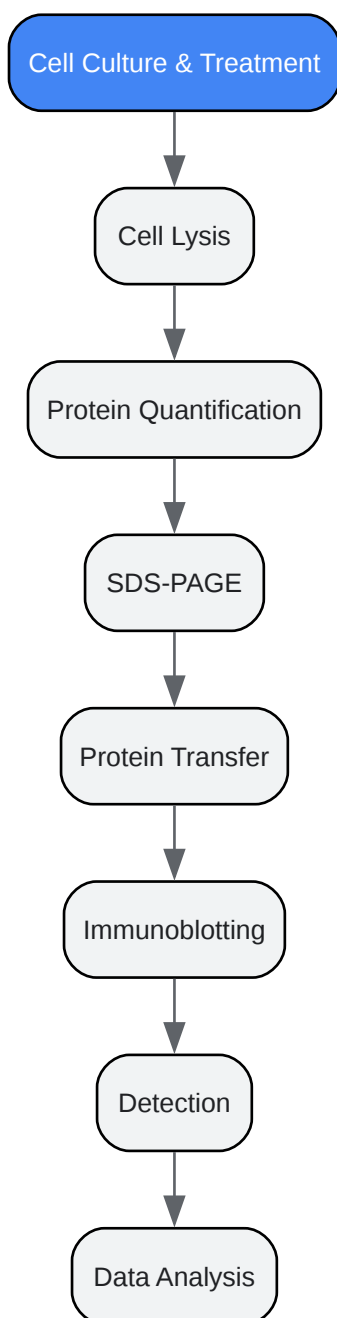 Cell Culture & Treatment
Cell Lysis
Protein Quantification
SDS-PAGE
Protein Transfer
Immunoblotting
Detection
Data Analysis